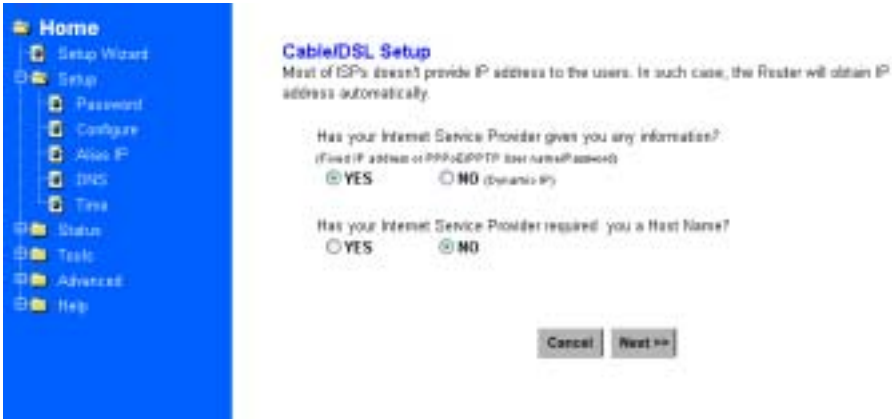 Home
Setup Wizard
Setup
Password
Configure
Alias IP
DNS
Time
Status
Tools
Advanced
Help
Cable/DSL Setup
Most of ISPs doesn't provide IP address to the users. In such case, the Router will obtain IP
address automatically.
Has your Internet Service Provider given you any information?
(Fixed IP address or PPPoE/PPTP User name/Password)
YES NO (Dynamic IP)
Has your Internet Service Provider required you a Host Name?
YES NO
Cancel Next >>